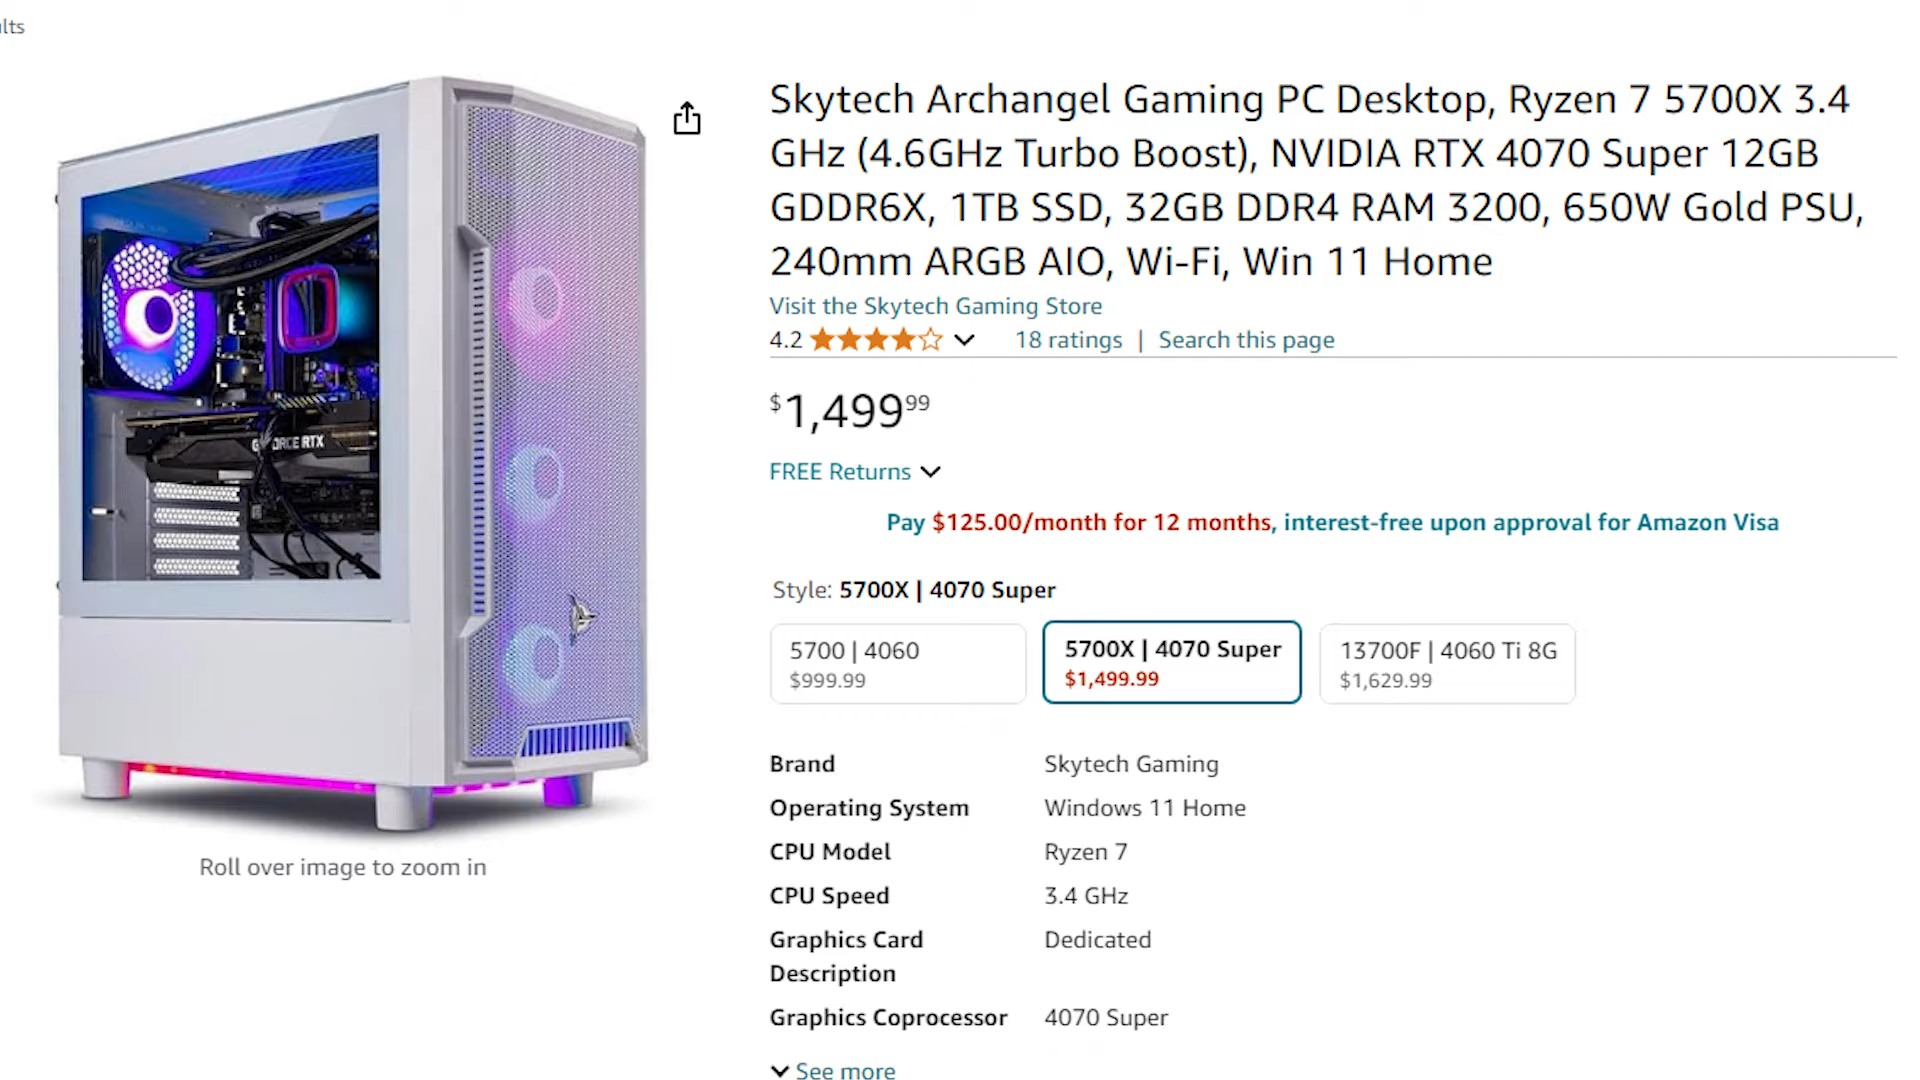 Skytech Archangel Gaming PC Desktop, Ryzen 7 5700X 3.4
GHz (4.6GHz Turbo Boost), NVIDIA RTX 4070 Super 12GB
GDDR6X, 1TB SSD, 32GB DDR4 RAM 3200, 650W Gold PSU,
240mm ARGB AIO, Wi-Fi, Win 11 Home
Visit the Skytech Gaming Store
4.2 18 ratings | Search this page
$1,49999
FREE Returns
Pay $125.00/month for 12 months, interest-free upon approval for Amazon Visa
Style: 5700X | 4070 Super
5700 | 4060
$999.99
5700X | 4070 Super
$1,499.99
13700F | 4060 Ti 8G
$1,629.99
Brand Skytech Gaming
Operating System Windows 11 Home
CPU Model Ryzen 7
CPU Speed 3.4 GHz
Graphics Card Dedicated
Description
Graphics Coprocessor 4070 Super
See more
RTX
Roll over image to zoom in